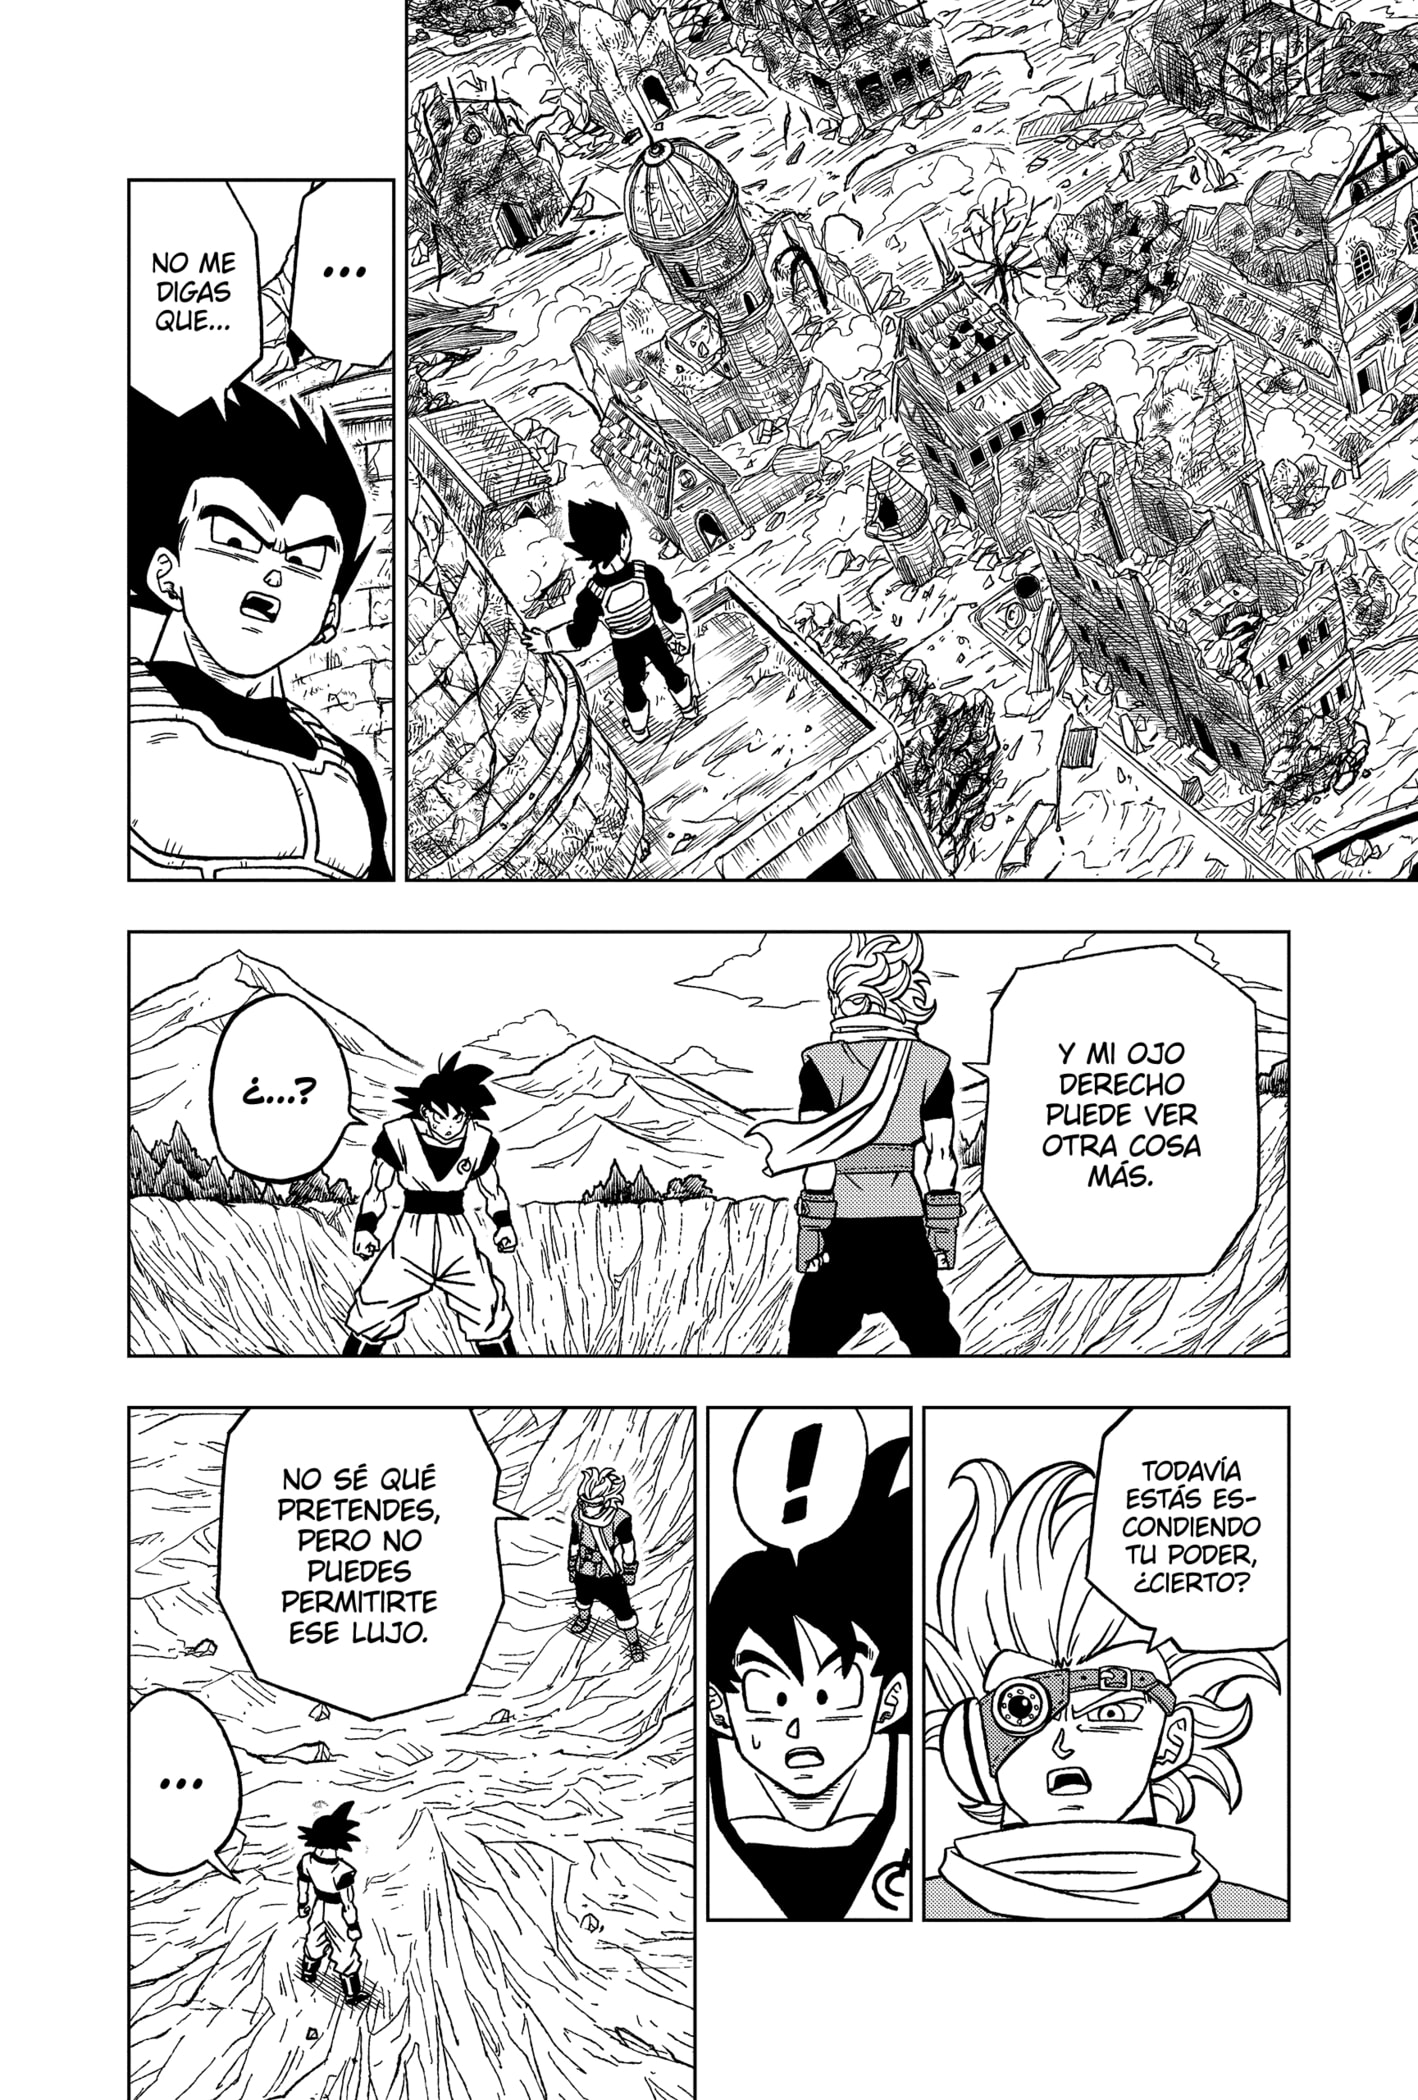 ...
NO ME
DIGAS
QUE...
Y MI OJO
DERECHO
PUEDE VER
OTRA COSA
MÁS.
¿...?
TODAVÍA
ESTÁS ES-
CONDIENDO
TU PODER,
¿CIERTO?
!
NO SÉ QUÉ
PRETENDES,
PERO NO
PUEDES
PERMITIRTE
ESE LUJO.
...